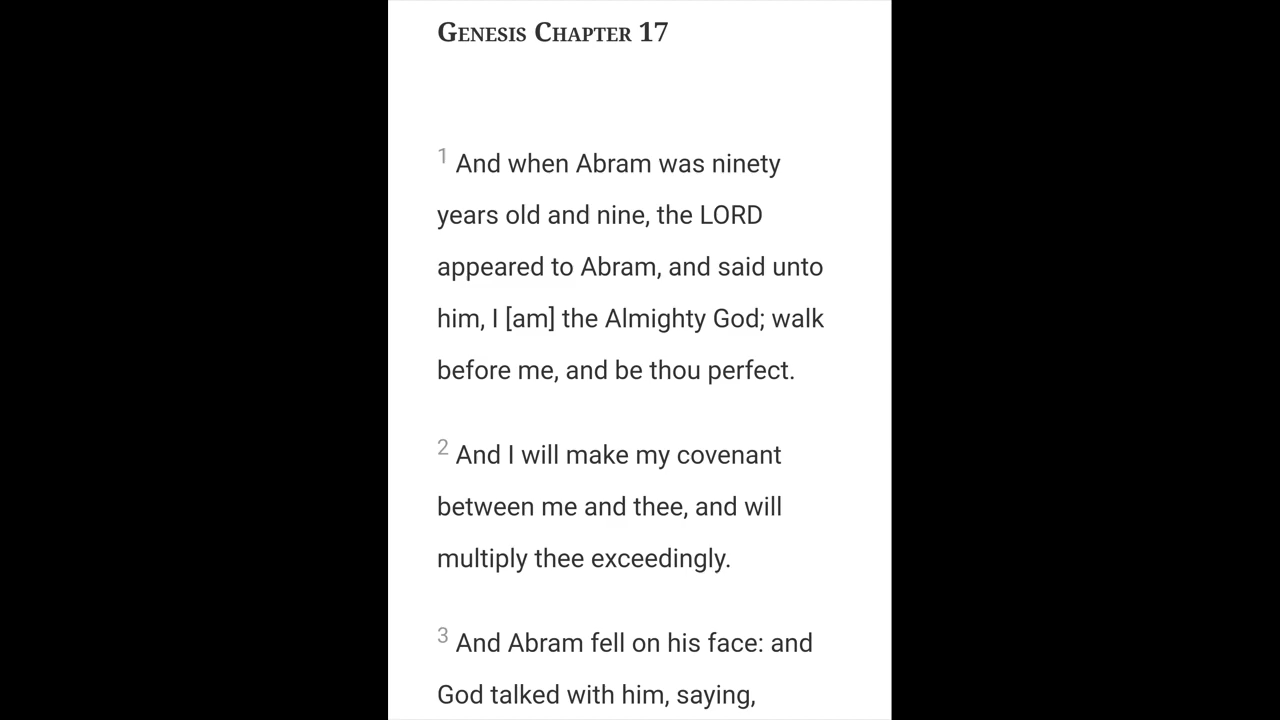 Genesis Chapter 17
1 And when Abram was ninety
years old and nine, the LORD
appeared to Abram, and said unto
him, I [am] the Almighty God; walk
before me, and be thou perfect.
2 And I will make my covenant
between me and thee, and will
multiply thee exceedingly.
3 And Abram fell on his face: and
God talked with him, saying,